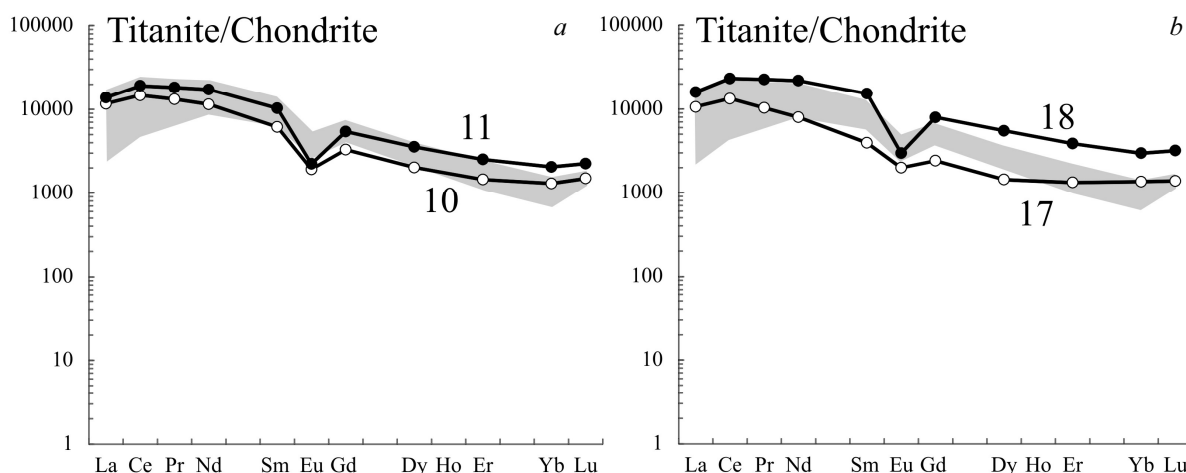 Titanite/Chondrite
a
100000
10000
1000
100
10
1
11
10
La Ce Pr Nd Sm Eu Gd Dy Ho Er Yb Lu
Titanite/Chondrite
b
100000
10000
1000
100
10
1
18
17
La Ce Pr Nd Sm Eu Gd Dy Ho Er Yb Lu